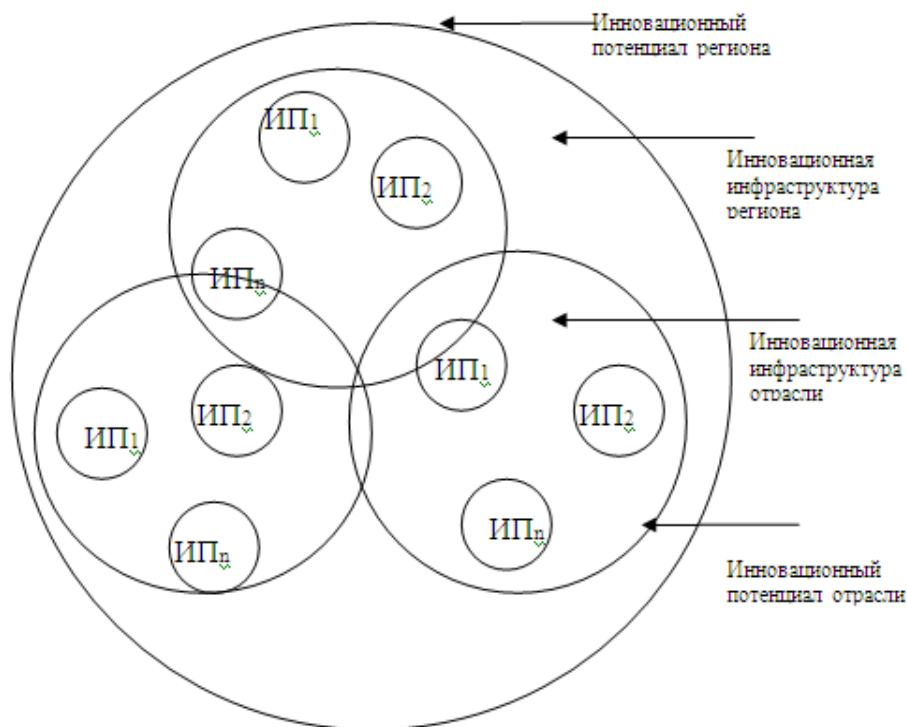 Инновационный
потенциал региона
ИП1
Инновационная
инфраструктура
региона
ИП2
ИПn
Инновационная
инфраструктура
отрасли
ИП1
ИП2
ИП2
ИП1
ИПn
ИПn
Инновационный
потенциал отрасли